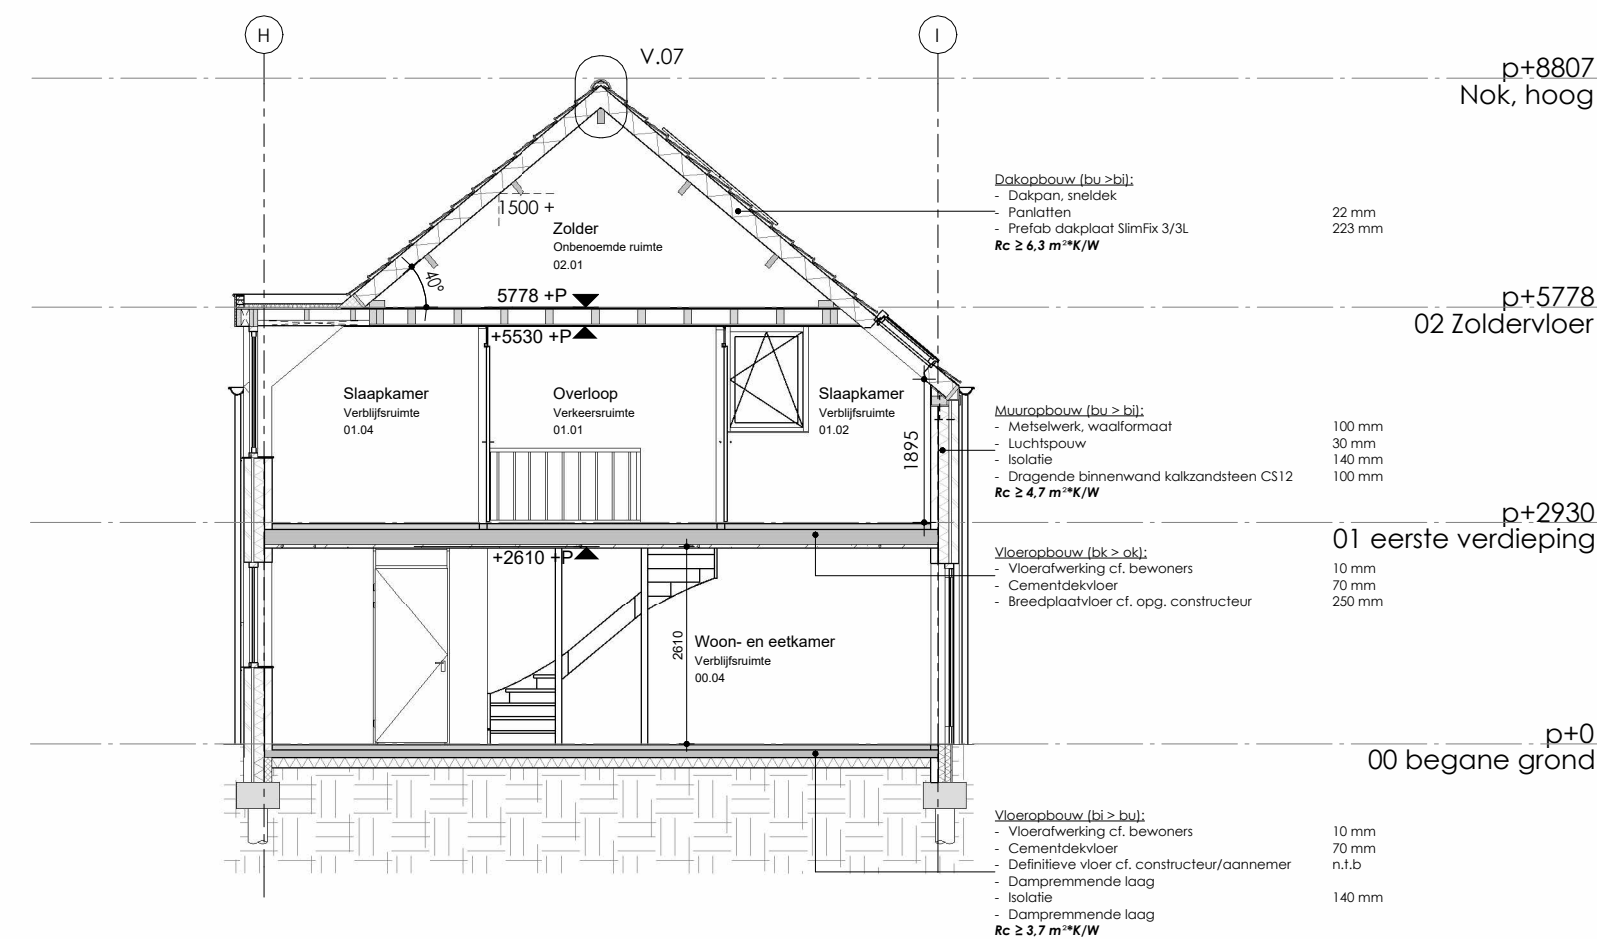 H
I
V.07
p+8807
Nok, hoog
Dakopbouw (bu >bi):
- Dakpan, sneldek
- Panlatten 22 mm
- Prefab dakplaat SlimFix 3/3L 223 mm
Rc ≥ 6,3 m²*K/W
1500 +
Zolder
Onbenoemde ruimte
02.01
40°
5778 +P
p+5778
02 Zoldervloer
+5530 +P
Slaapkamer
Verblijfsruimte
01.04
Overloop
Verkeersruimte
01.01
Slaapkamer
Verblijfsruimte
01.02
1895
Muuropbouw (bu > bi):
- Metselwerk, waalformaat 100 mm
- Luchtspouw 30 mm
- Isolatie 140 mm
- Dragende binnenwand kalkzandsteen CS12 100 mm
Rc ≥ 4,7 m²*K/W
p+2930
01 eerste verdieping
+2610 +P
Vloeropbouw (bk > ok):
- Vloerafwerking cf. bewoners 10 mm
- Cementdekvloer 70 mm
- Breedplaatvloer cf. opg. constructeur 250 mm
2610
Woon- en eetkamer
Verblijfsruimte
00.04
p+0
00 begane grond
Vloeropbouw (bi > bu):
- Vloerafwerking cf. bewoners 10 mm
- Cementdekvloer 70 mm
- Definitieve vloer cf. constructeur/aannemer n.t.b
- Dampremmende laag
- Isolatie 140 mm
- Dampremmende laag
Rc ≥ 3,7 m²*K/W